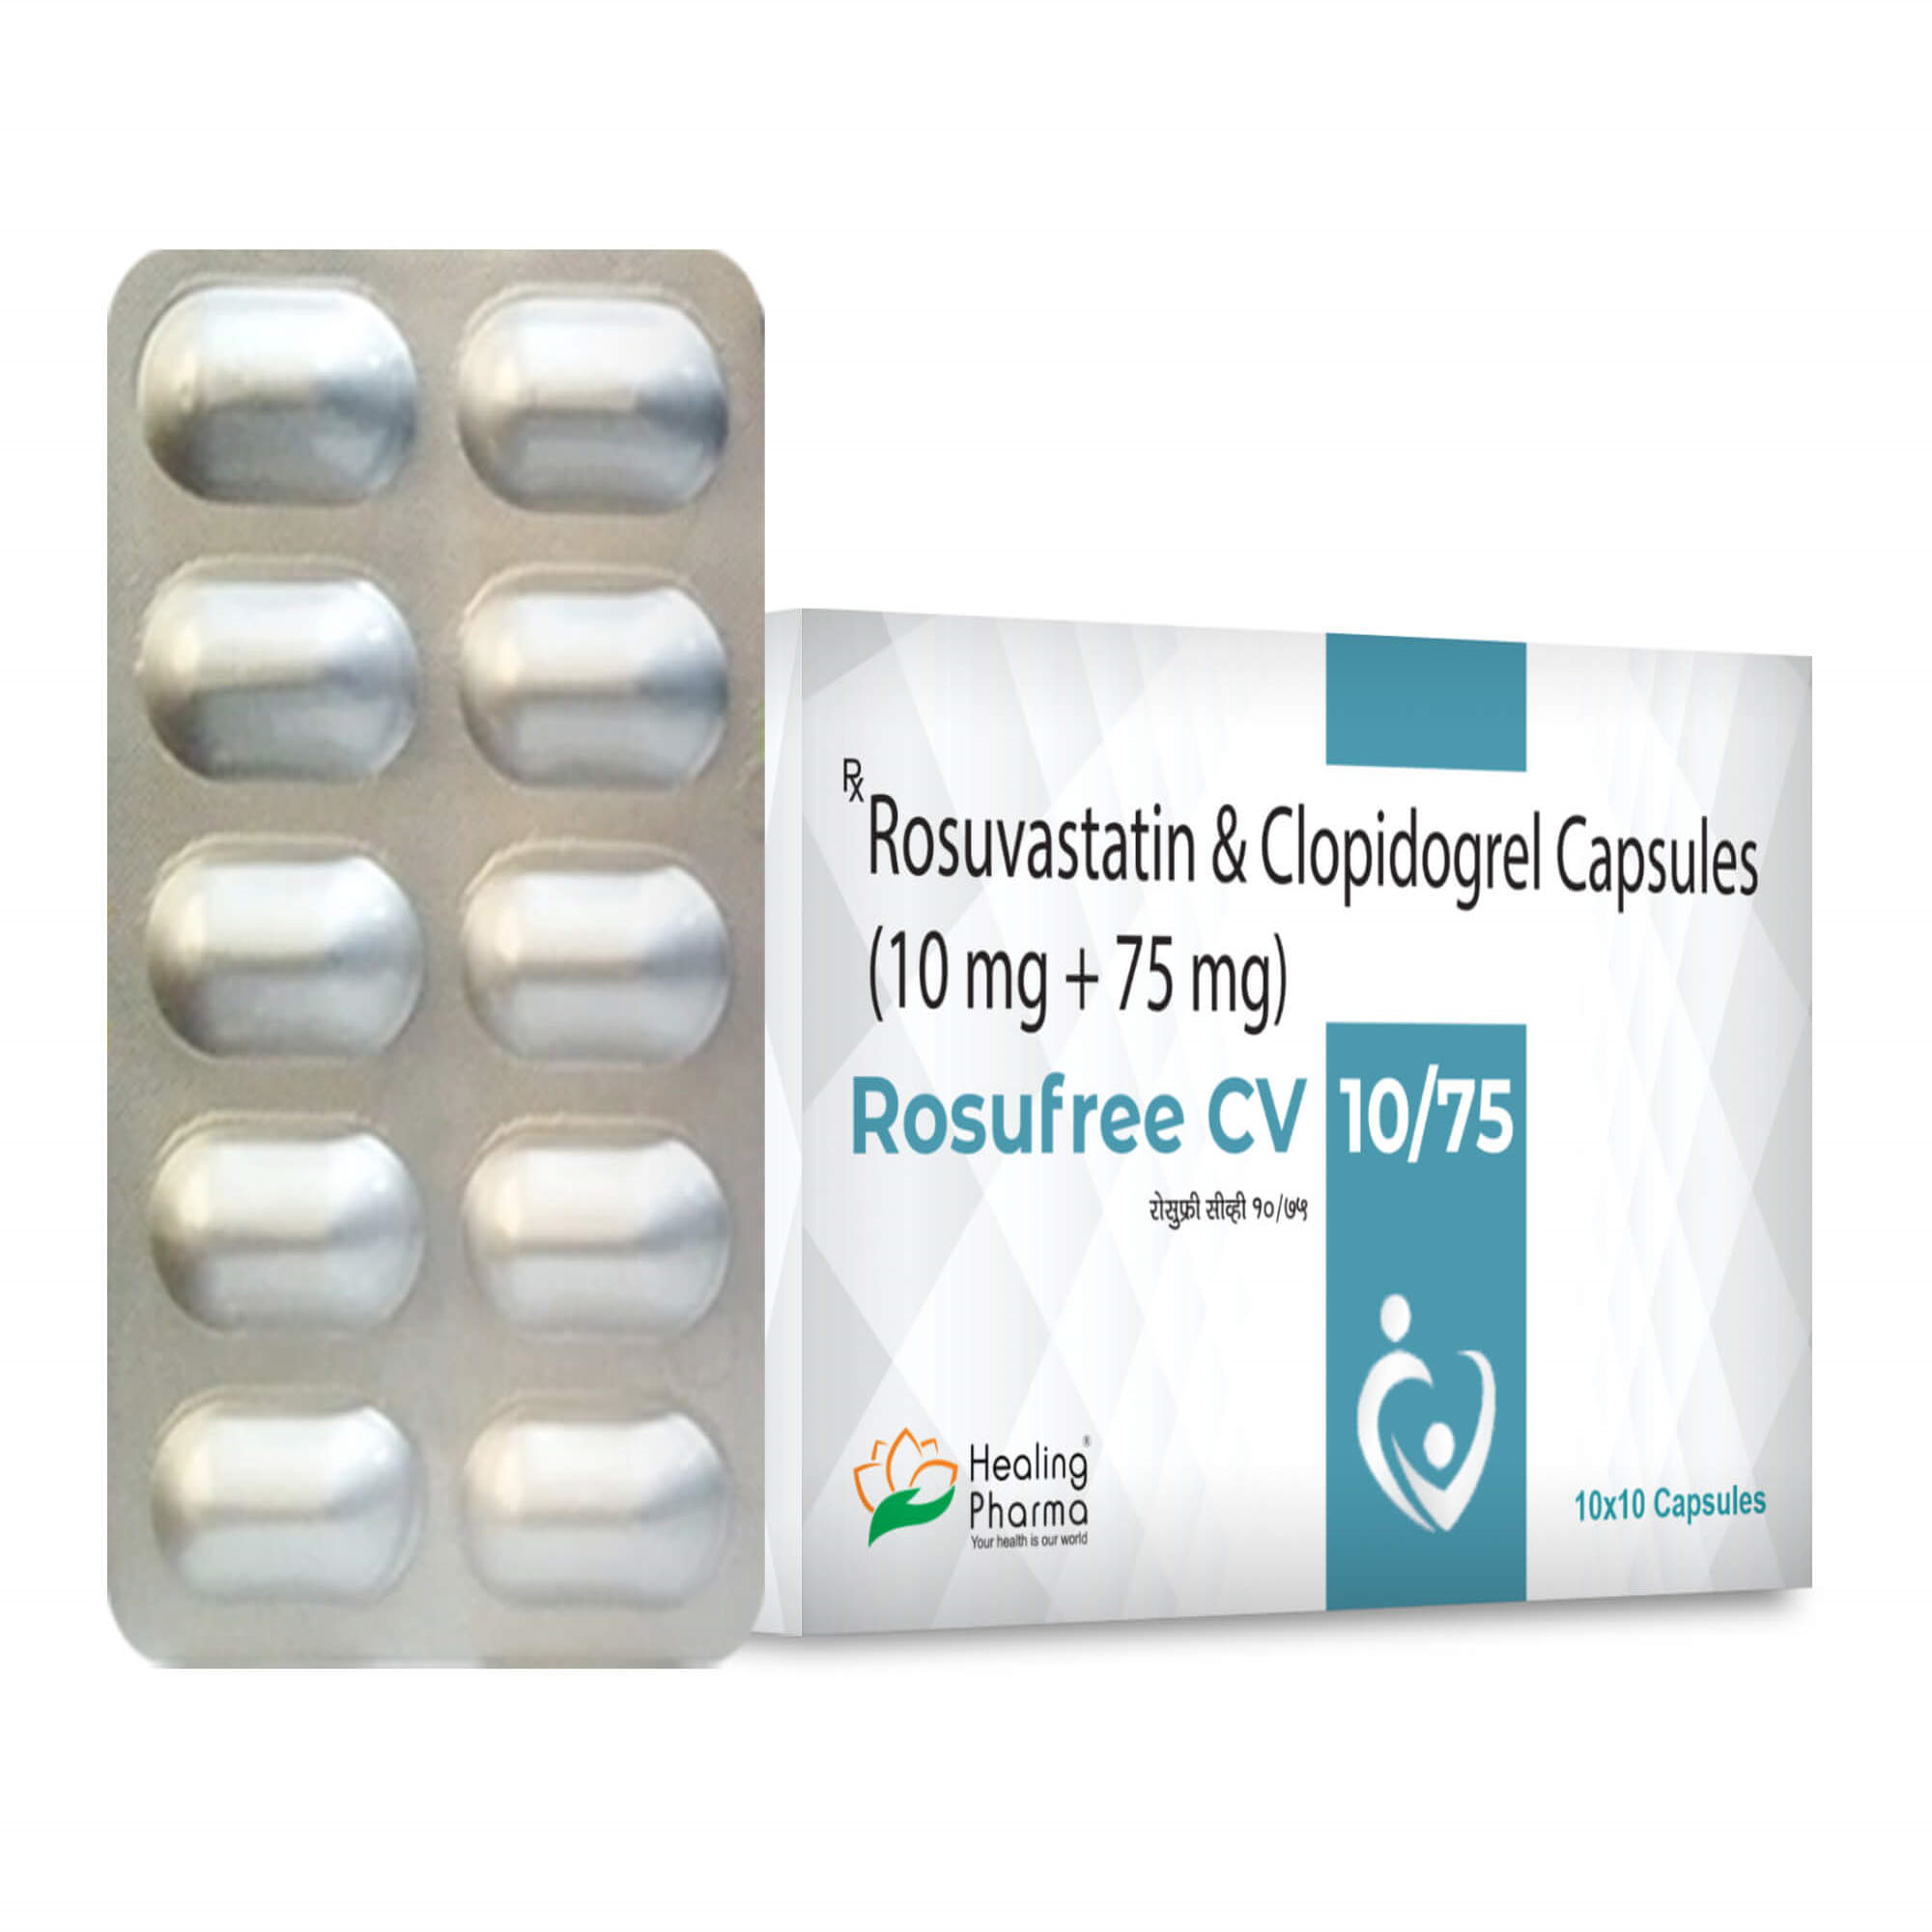 Rx
Rosuvastatin & Clopidogrel Capsules
(10 mg + 75 mg)
Rosufree CV 10/75
रोसुफ्री सीव्ही १०/७५
Healing®
Pharma
Your health is our world
10x10 Capsules